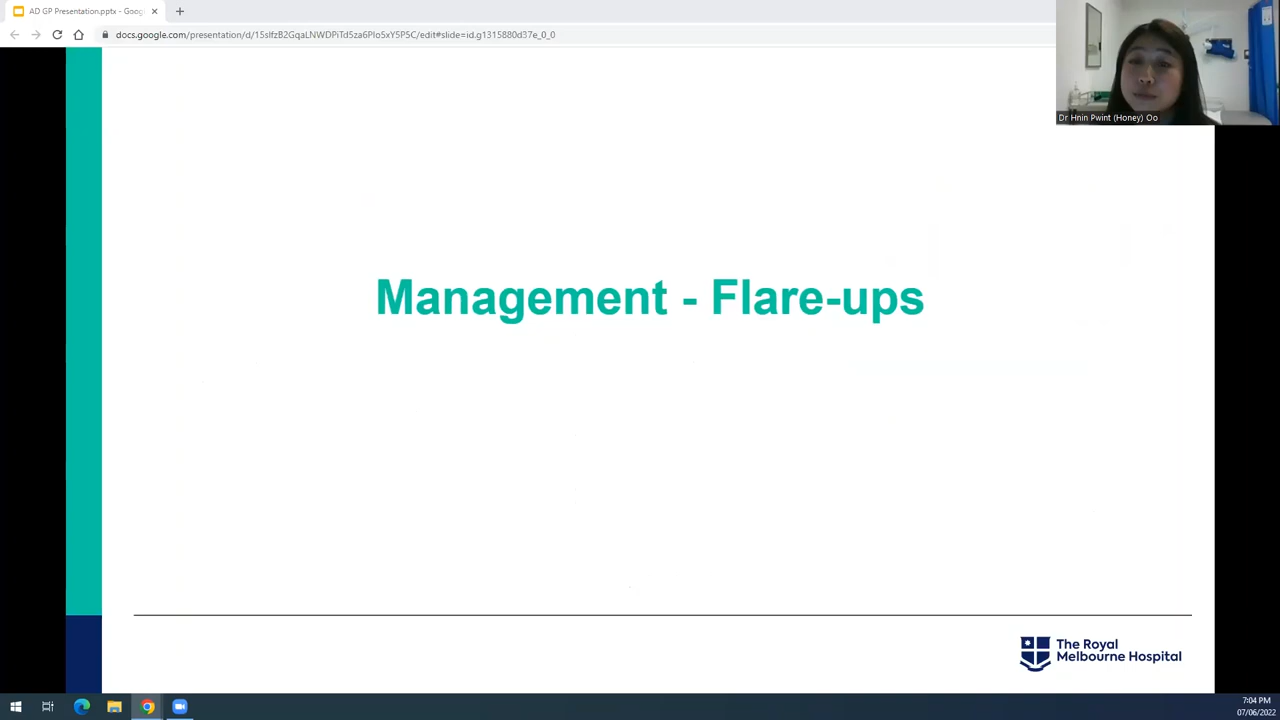 AD GP Presentation.pptx - Goog
docs.google.com/presentation/d/15slfzB2GqaLNWDPiTd5za6PIo5xY5P5C/edit#slide=id.g1315880d37e_0_0
Dr Hnin Pwint (Honey) Oo
Management - Flare-ups
The Royal
Melbourne Hospital
7:04 PM
07/06/2022